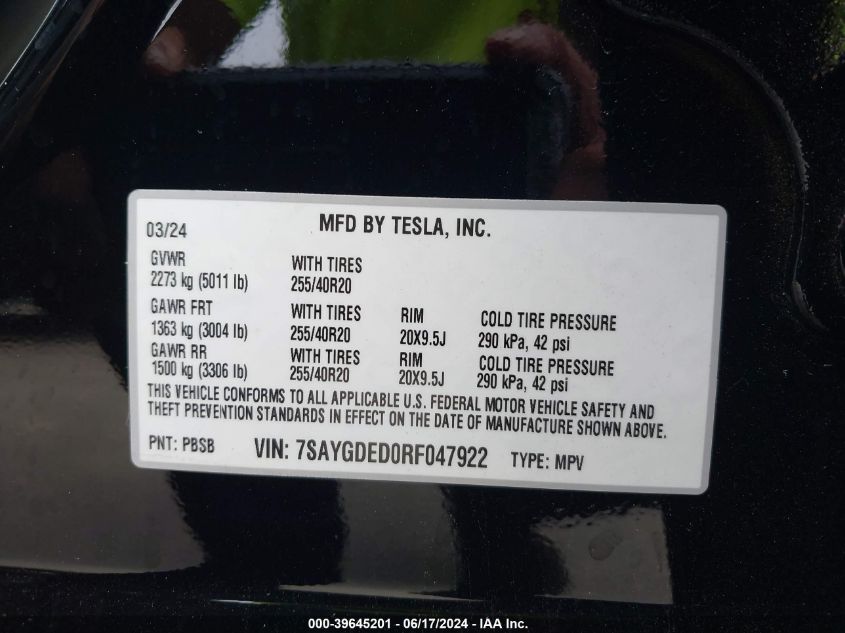 03/24 MFD BY TESLA, INC.
GVWR WITH TIRES
2273 kg (5011 lb) 255/40R20
GAWR FRT WITH TIRES RIM COLD TIRE PRESSURE
1363 kg (3004 lb) 255/40R20 20X9.5J 290 kPa, 42 psi
GAWR RR WITH TIRES RIM COLD TIRE PRESSURE
1500 kg (3306 lb) 255/40R20 20X9.5J 290 kPa, 42 psi
THIS VEHICLE CONFORMS TO ALL APPLICABLE U.S. FEDERAL MOTOR VEHICLE SAFETY AND
THEFT PREVENTION STANDARDS IN EFFECT ON THE DATE OF MANUFACTURE SHOWN ABOVE.
PNT: PBSB VIN: 7SAYGDED0RF047922 TYPE: MPV
000-39645201 - 06/17/2024 - IAA Inc.